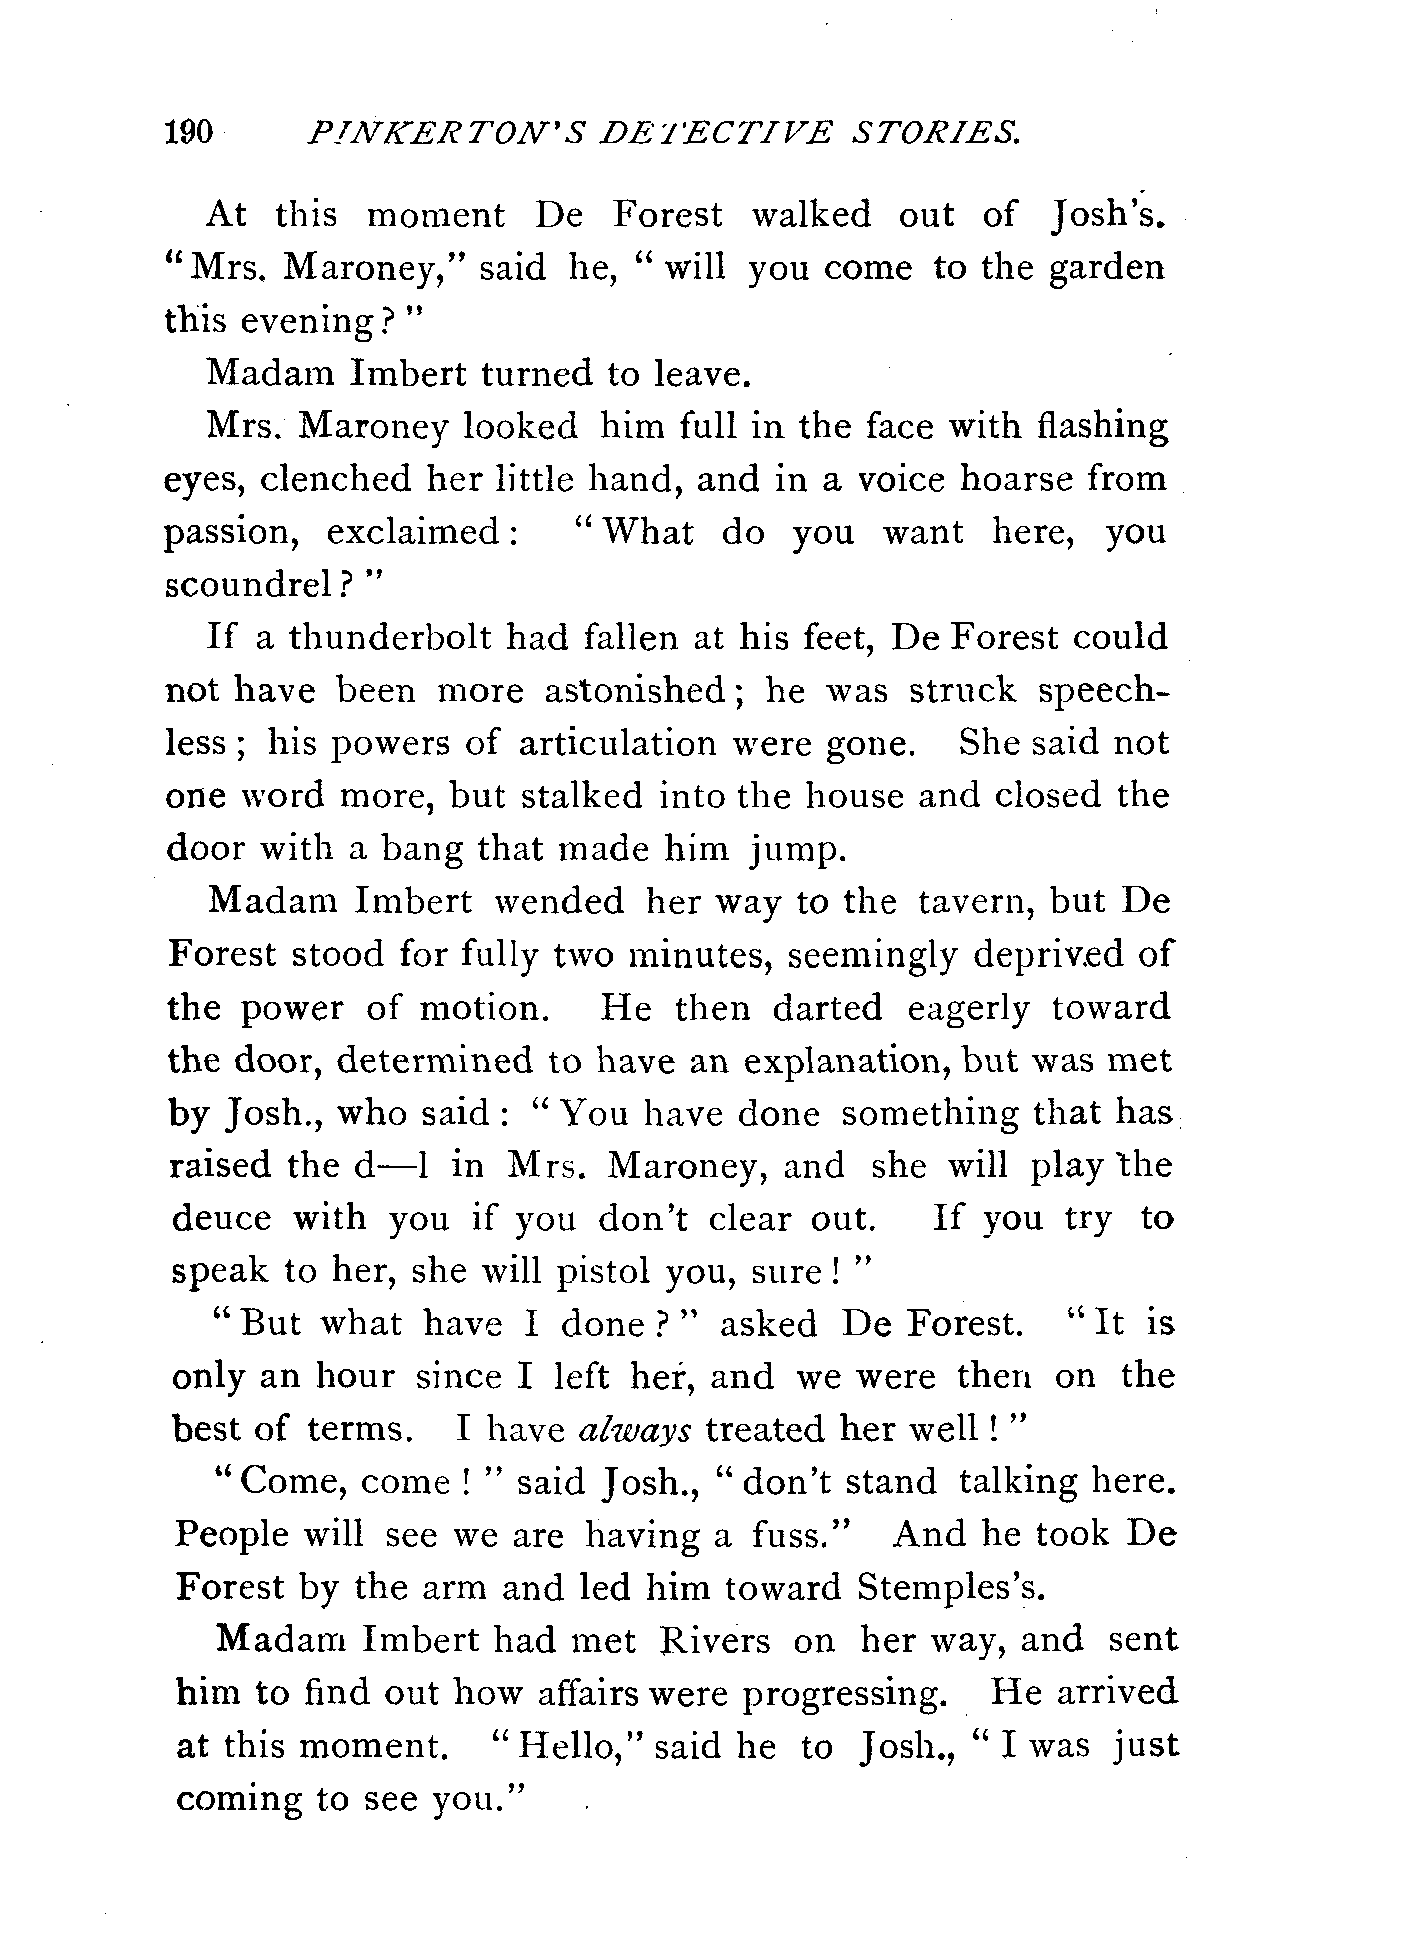 190 PINKERTON'S DETECTIVE STORIES.
At this moment De Forest walked out of Josh's.
"Mrs. Maroney," said he, "will you come to the garden
this evening?"
Madam Imbert turned to leave.
Mrs. Maroney looked him full in the face with flashing
eyes, clenched her little hand, and in a voice hoarse from
passion, exclaimed: "What do you want here, you
scoundrel?"
If a thunderbolt had fallen at his feet, De Forest could
not have been more astonished; he was struck speech-
less; his powers of articulation were gone. She said not
one word more, but stalked into the house and closed the
door with a bang that made him jump.
Madam Imbert wended her way to the tavern, but De
Forest stood for fully two minutes, seemingly deprived of
the power of motion. He then darted eagerly toward
the door, determined to have an explanation, but was met
by Josh., who said: "You have done something that has
raised the d—l in Mrs. Maroney, and she will play the
deuce with you if you don't clear out. If you try to
speak to her, she will pistol you, sure!"
"But what have I done?" asked De Forest. "It is
only an hour since I left her, and we were then on the
best of terms. I have always treated her well!"
"Come, come!" said Josh., "don't stand talking here.
People will see we are having a fuss." And he took De
Forest by the arm and led him toward Stemples's.
Madam Imbert had met Rivers on her way, and sent
him to find out how affairs were progressing. He arrived
at this moment. "Hello," said he to Josh., "I was just
coming to see you."